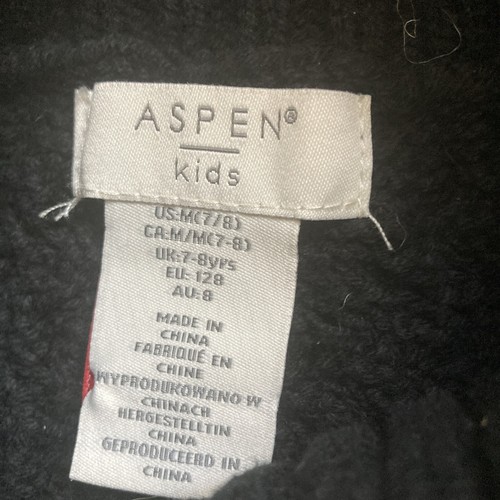 ASPEN®
kids
US:M(7/8)
CA:M/M(7-8)
UK:7-8yrs
EU: 128
AU:8
MADE IN
CHINA
FABRIQUÉ EN
CHINE
WYPRODUKOWANO W
CHINACH
HERGESTELLTIN
CHINA
GEPRODUCEERD IN
CHINA